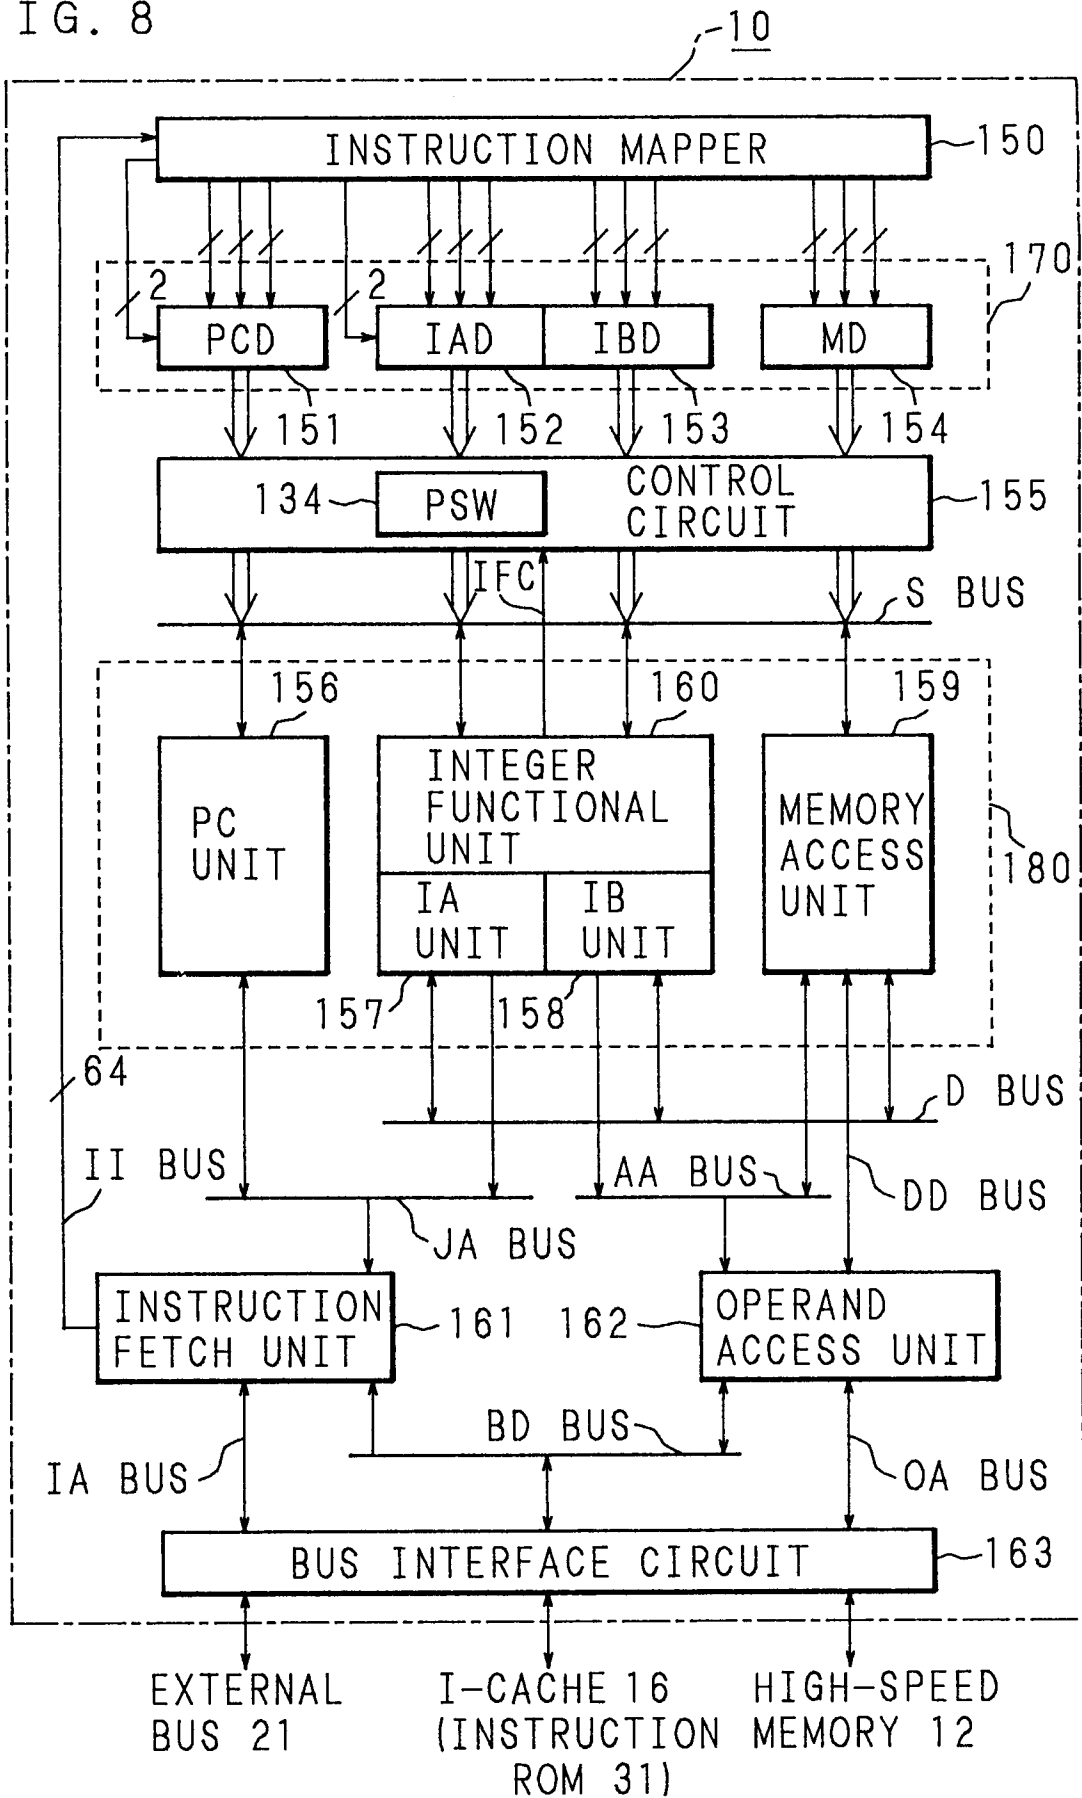 IG. 8
10
INSTRUCTION MAPPER
150
170
2
2
PCD
IAD
IBD
MD
151
152
153
154
134
PSW
CONTROL
CIRCUIT
155
IFC
S BUS
156
160
159
PC
UNIT
INTEGER
FUNCTIONAL
UNIT
MEMORY
ACCESS
UNIT
180
IA
UNIT
IB
UNIT
157
158
64
D BUS
II BUS
AA BUS
DD BUS
JA BUS
INSTRUCTION
FETCH UNIT
161
162
OPERAND
ACCESS UNIT
BD BUS
IA BUS
OA BUS
BUS INTERFACE CIRCUIT
163
EXTERNAL
BUS 21
I-CACHE 16
(INSTRUCTION
ROM 31)
HIGH-SPEED
MEMORY 12